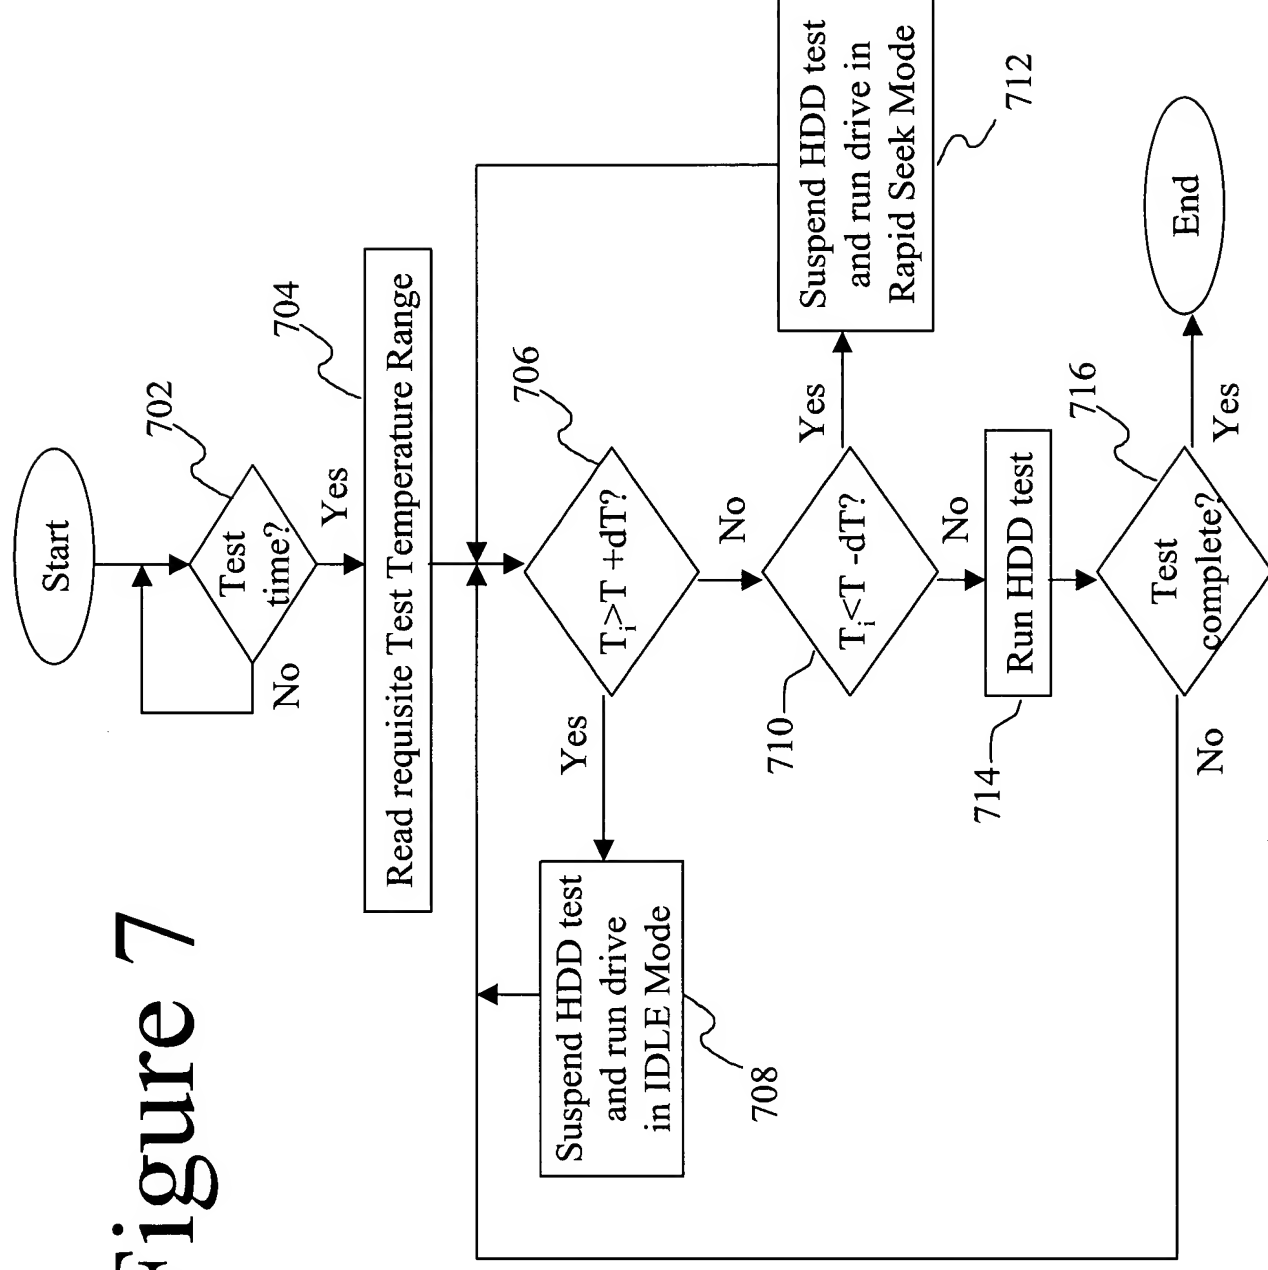 Figure 7
Start
702
Test
time?
No
Yes
704
Read requisite Test Temperature Range
706
Ti>T +dT?
Yes
No
Suspend HDD test
and run drive
in IDLE Mode
708
710
Ti<T -dT?
Yes
No
Suspend HDD test
and run drive in
Rapid Seek Mode
712
714
Run HDD test
716
Test
complete?
No
Yes
End